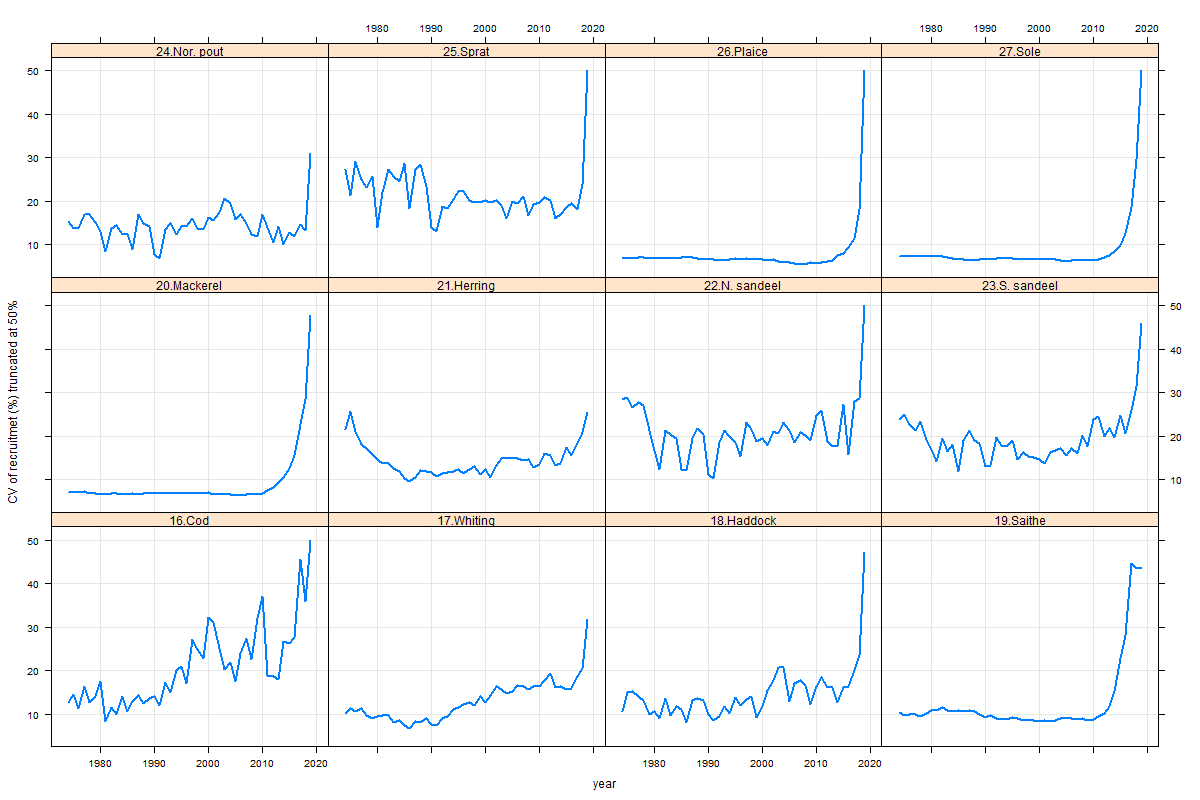 1980 1990 2000 2010 2020 1980 1990 2000 2010 2020
24.Nor. pout 25.Sprat 26.Plaice 27.Sole
50
40
30
20
10
20.Mackerel 21.Herring 22.N. sandeel 23.S. sandeel
50
40
30
20
10
CV of recruitmet (%) truncated at 50%
16.Cod 17.Whiting 18.Haddock 19.Saithe
50
40
30
20
10
1980 1990 2000 2010 2020 1980 1990 2000 2010 2020
year